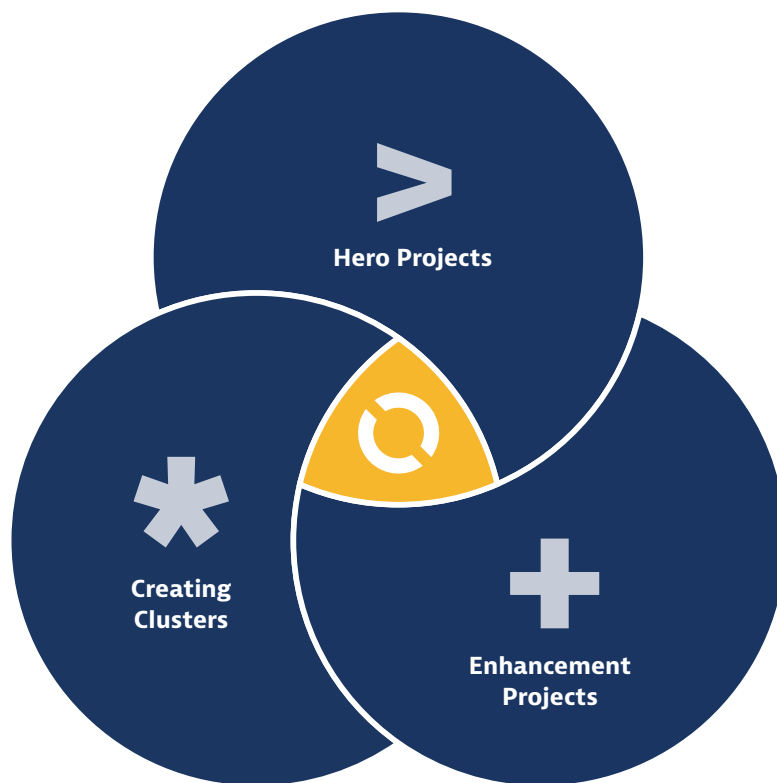 >
Hero Projects
*
Creating
Clusters
+
Enhancement
Projects